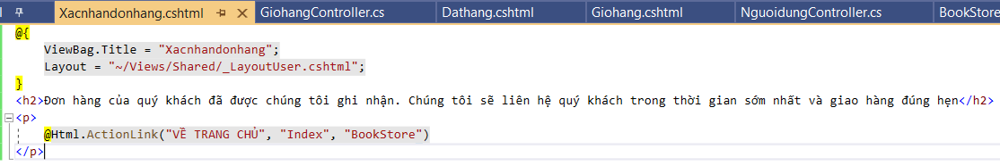 Xacnhandonhang.cshtml GiohangController.cs Dathang.cshtml Giohang.cshtml NguoidungController.cs BookStore
@{
ViewBag.Title = "Xacnhandonhang";
Layout = "~/Views/Shared/_LayoutUser.cshtml";
}
<h2>Đơn hàng của quý khách đã được chúng tôi ghi nhận. Chúng tôi sẽ liên hệ quý khách trong thời gian sớm nhất và giao hàng đúng hẹn</h2>
<p>
@Html.ActionLink("VỀ TRANG CHỦ", "Index", "BookStore")
</p>